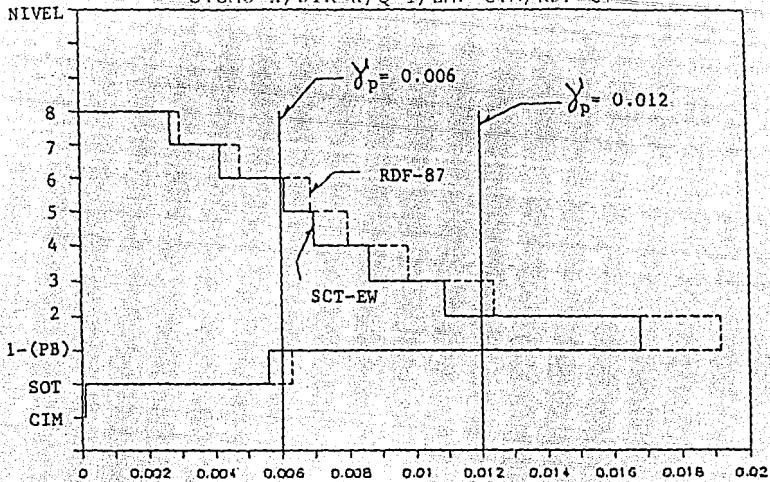 NIVEL
γp= 0.006
γp= 0.012
8
7
RDF-87
6
5
4
3
SCT-EW
2
1-(PB)
SOT
CIM
0 0.002 0.004 0.006 0.008 0.01 0.012 0.014 0.016 0.018 0.02